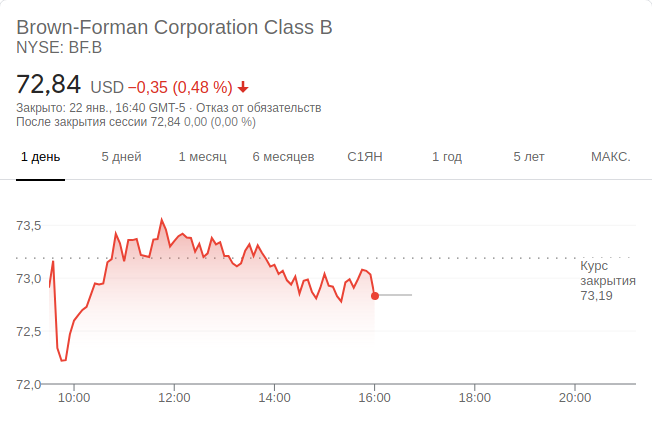 Brown-Forman Corporation Class B
NYSE: BF.B
72,84 USD −0,35 (0,48 %)
Закрыто: 22 янв., 16:40 GMT-5 · Отказ от обязательств
После закрытия сессии 72,84 0,00 (0,00 %)
1 день 5 дней 1 месяц 6 месяцев С1ЯН 1 год 5 лет МАКС.
73,5
Курс
закрытия
73,19
73,0
72,5
72,0
10:00 12:00 14:00 16:00 18:00 20:00